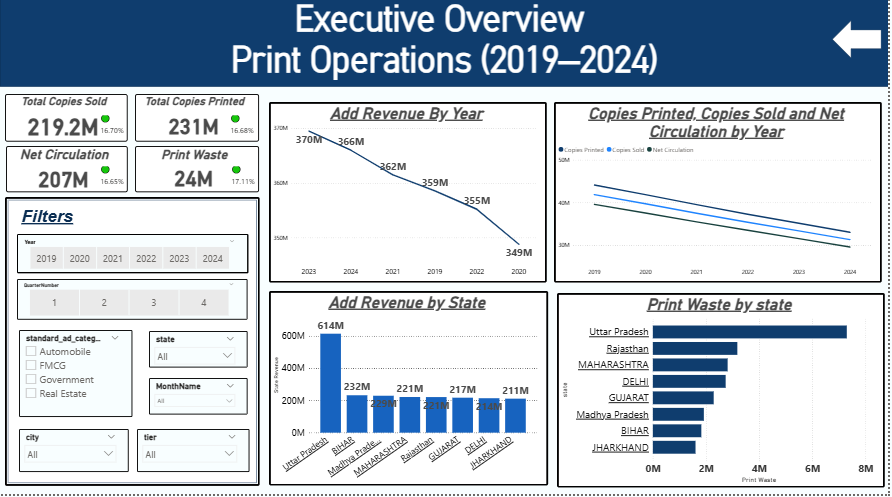 Executive Overview
Print Operations (2019–2024)
Total Copies Sold
219.2M
16.70%
Total Copies Printed
231M
16.68%
Net Circulation
207M
16.65%
Print Waste
24M
17.11%
Filters
Year
2019 2020 2021 2022 2023 2024
QuarterNumber
1 2 3 4
standard_ad_categ...
Automobile
FMCG
Government
Real Estate
state
All
MonthName
All
city
All
tier
All
Add Revenue By Year
370M
360M
350M
370M 366M 362M 359M 355M 349M
2023 2024 2021 2019 2022 2020
Copies Printed, Copies Sold and Net
Circulation by Year
Copies Printed Copies Sold Net Circulation
50M
40M
30M
2019 2020 2021 2022 2023 2024
Add Revenue by State
State Revenue
600M
400M
200M
0M
614M 232M 229M 221M 221M 217M 214M 211M
Uttar Pradesh BIHAR Madhya Prade... MAHARASHTRA Rajasthan GUJARAT DELHI JHARKHAND
Print Waste by state
state
Uttar Pradesh
Rajasthan
MAHARASHTRA
DELHI
GUJARAT
Madhya Pradesh
BIHAR
JHARKHAND
0M 2M 4M 6M 8M
Print Waste